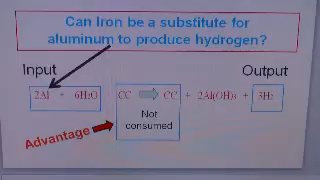 Can Iron be a substitute for
aluminum to produce hydrogen?
Input
Output
2Al + 6H2O CC CC + 2Al(OH)3 + 3H2
Not
consumed
Advantage